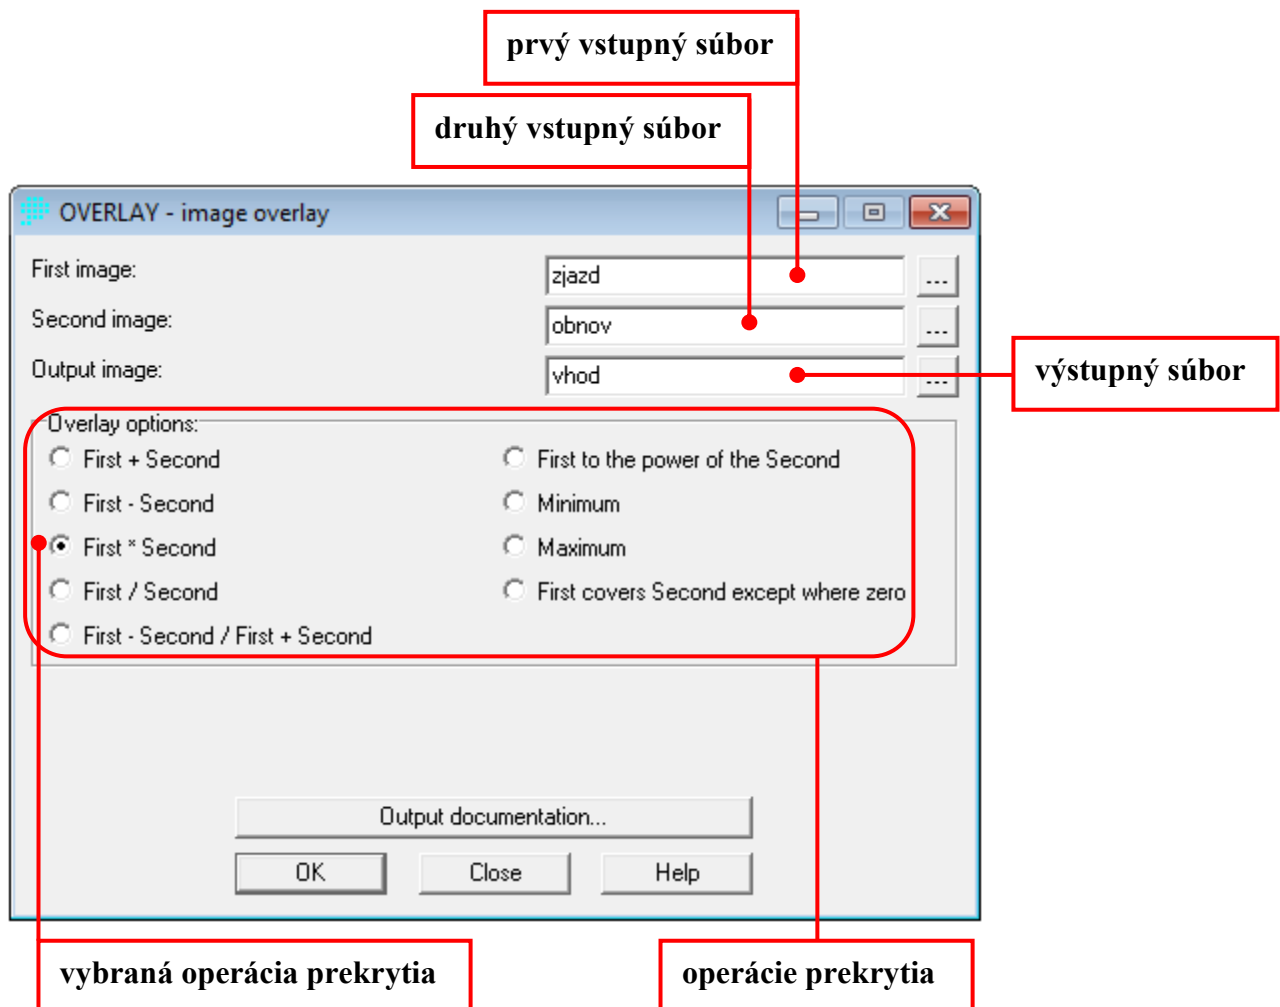 prvý vstupný súbor
druhý vstupný súbor
OVERLAY - image overlay
First image:
zjazd
...
Second image:
obnov
...
Output image:
vhod
...
výstupný súbor
Overlay options:
First + Second
First to the power of the Second
First - Second
Minimum
First * Second
Maximum
First / Second
First covers Second except where zero
First - Second / First + Second
Output documentation...
OK
Close
Help
vybraná operácia prekrytia
operácie prekrytia